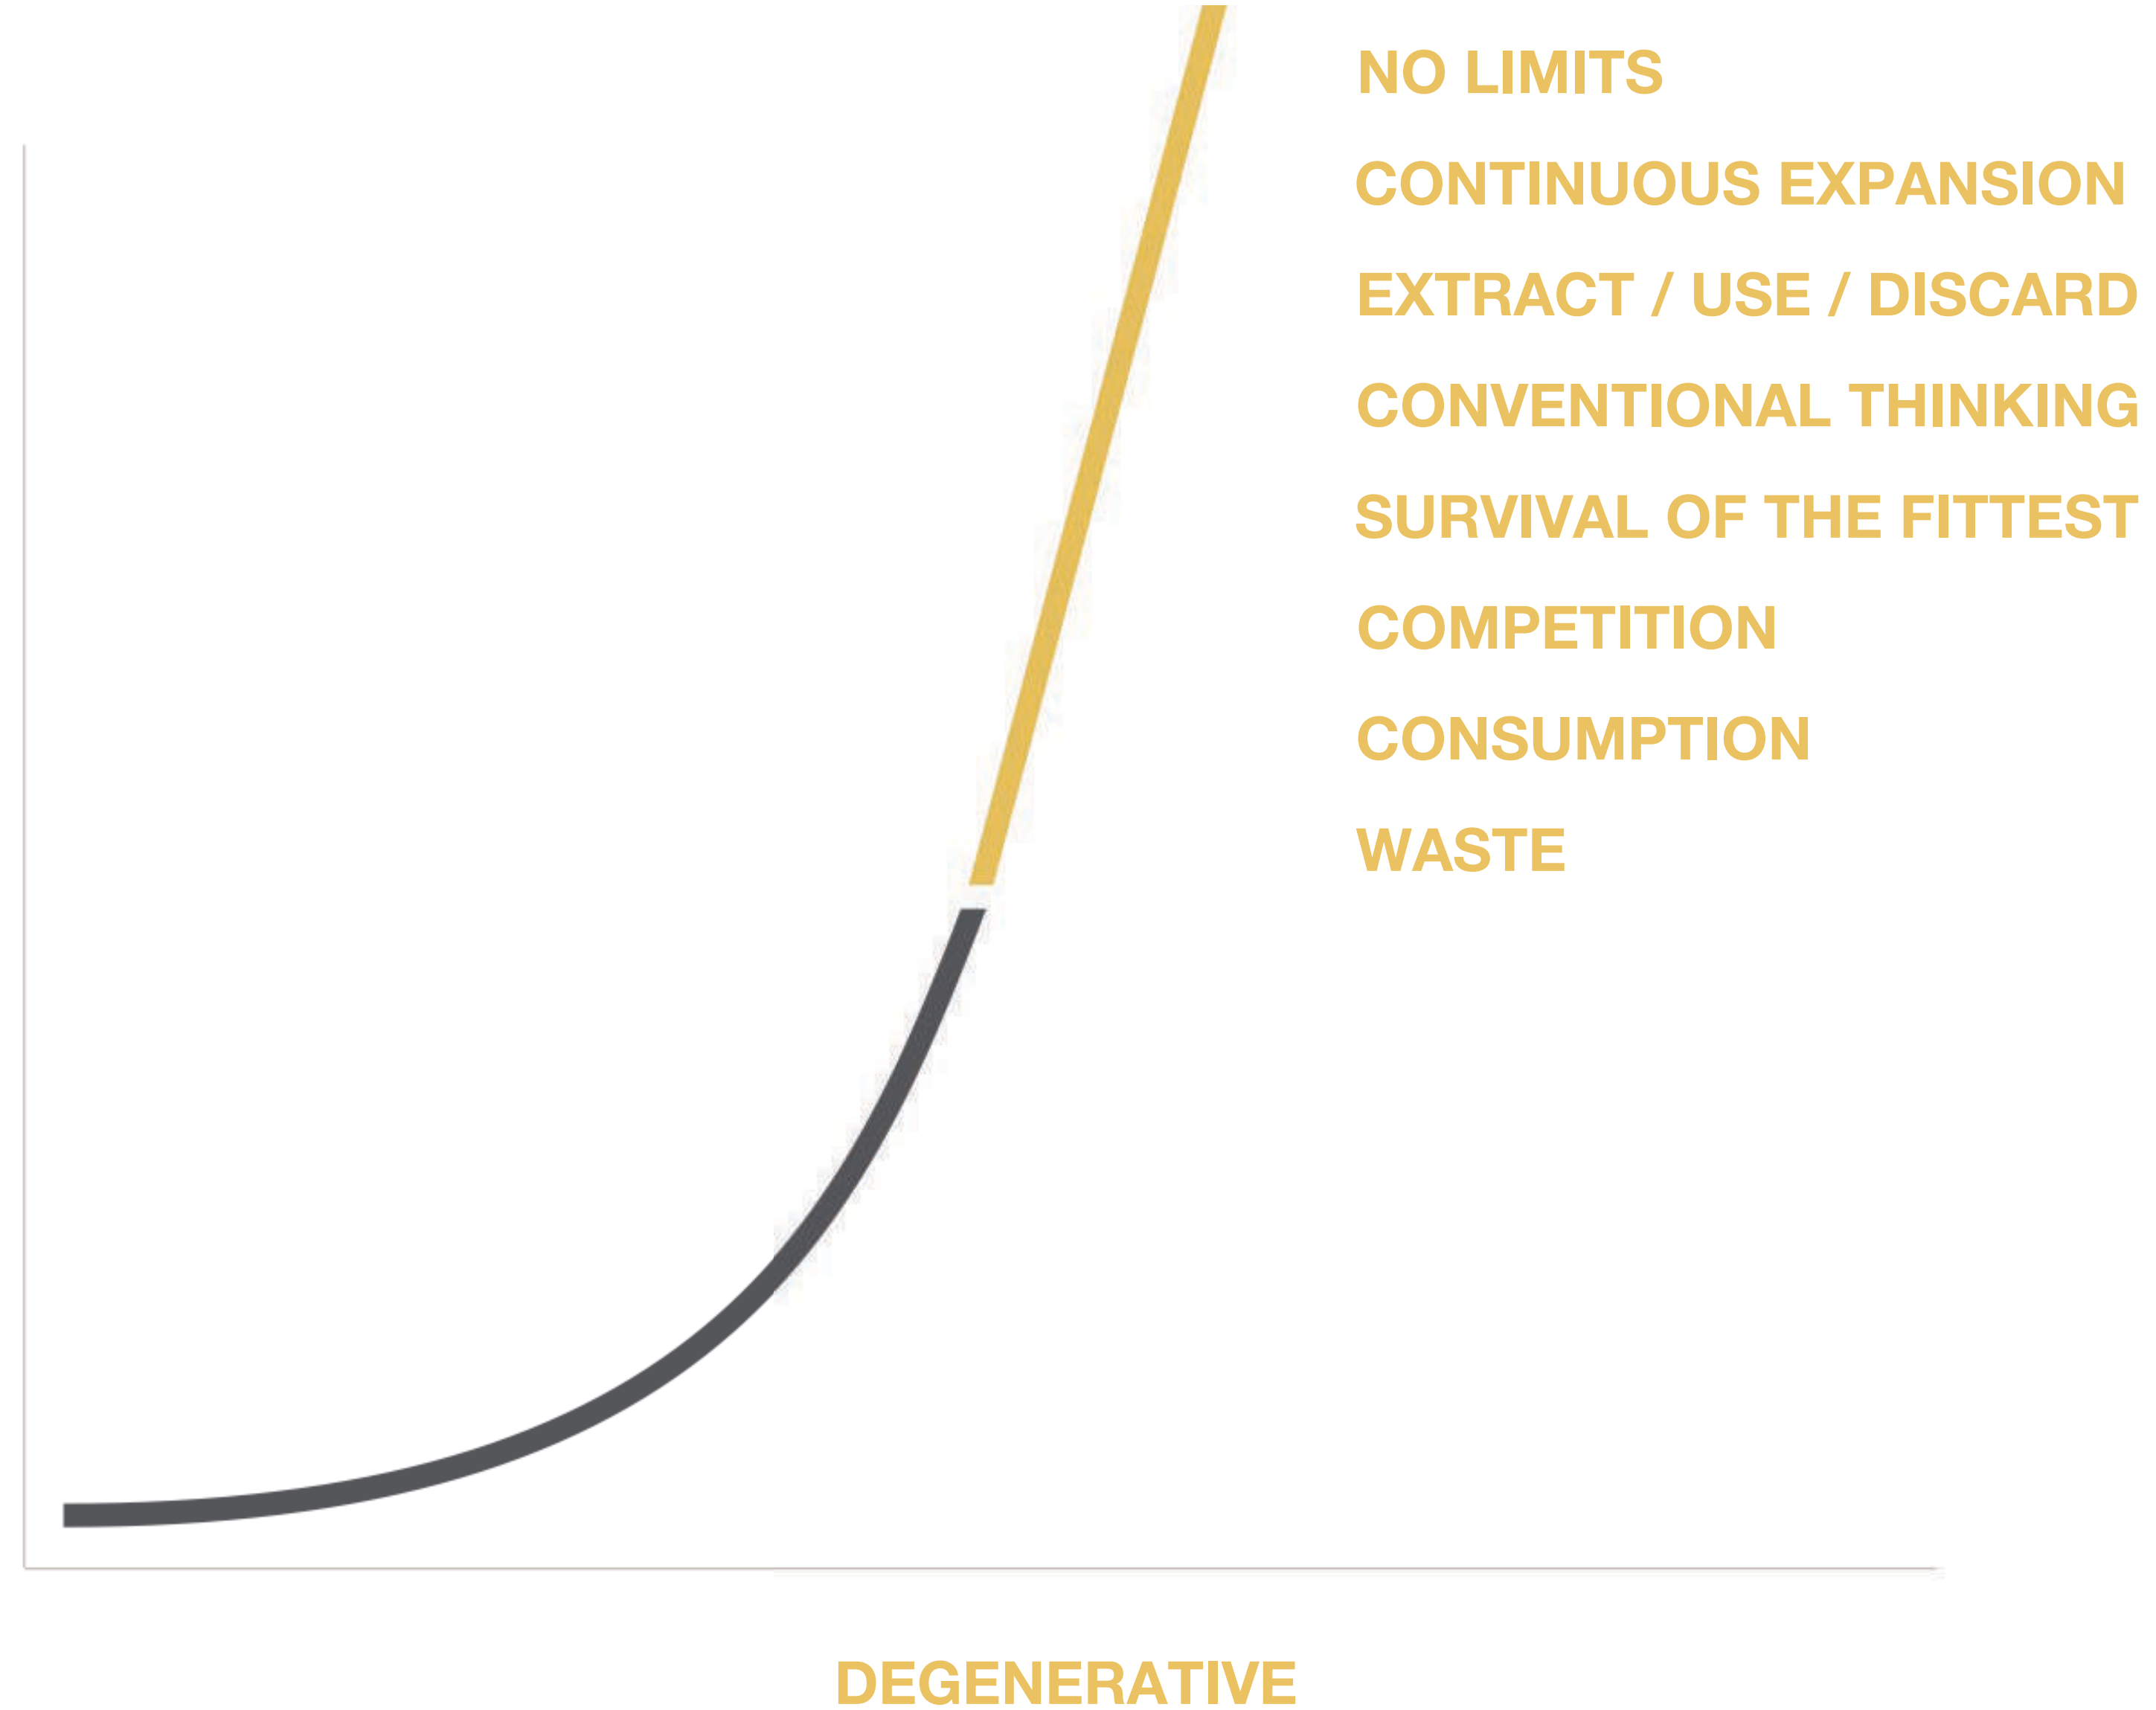 NO LIMITS
CONTINUOUS EXPANSION
EXTRACT / USE / DISCARD
CONVENTIONAL THINKING
SURVIVAL OF THE FITTEST
COMPETITION
CONSUMPTION
WASTE
DEGENERATIVE